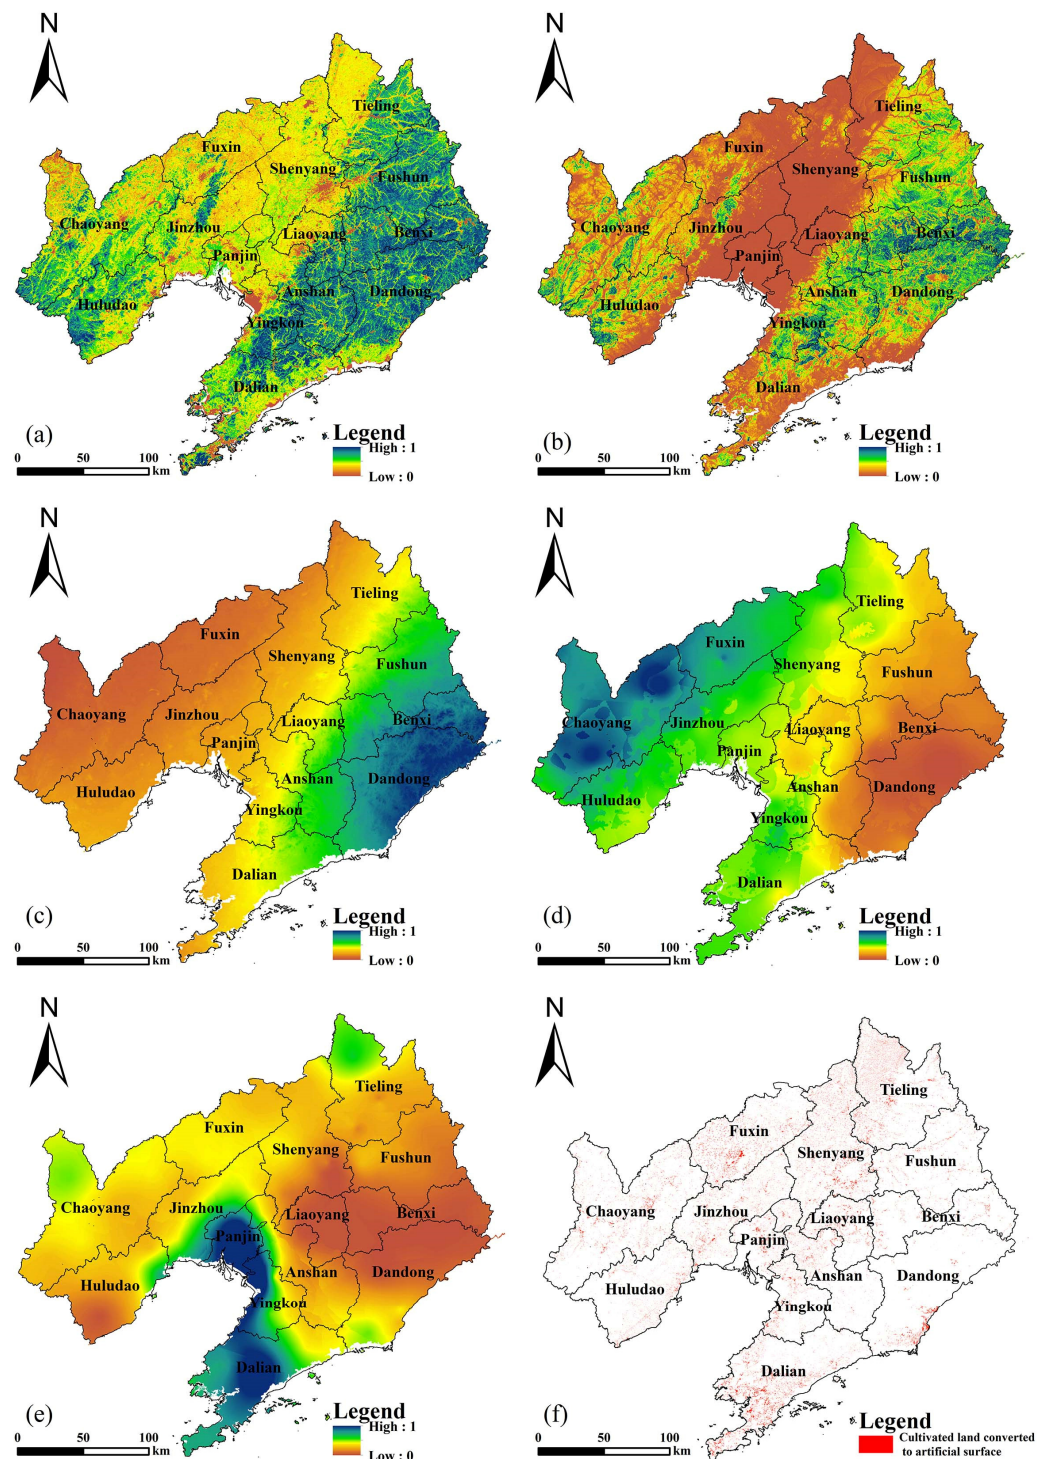 N
Tieling
Fuxin
Shenyang
Fushun
Chaoyang
Jinzhou
Liaoyang
Benxi
Panjin
Anshan
Dandong
Huludao
Yingkou
Dalian
(a)
Legend
High : 1
Low : 0
0 50 100
km
N
Tieling
Fuxin
Shenyang
Fushun
Chaoyang
Jinzhou
Liaoyang
Benxi
Panjin
Anshan
Dandong
Huludao
Yingkou
Dalian
(b)
Legend
High : 1
Low : 0
0 50 100
km
N
Tieling
Fuxin
Shenyang
Fushun
Chaoyang
Jinzhou
Liaoyang
Benxi
Panjin
Anshan
Dandong
Huludao
Yingkou
Dalian
(c)
Legend
High : 1
Low : 0
0 50 100
km
N
Tieling
Fuxin
Shenyang
Fushun
Chaoyang
Jinzhou
Liaoyang
Benxi
Panjin
Anshan
Dandong
Huludao
Yingkou
Dalian
(d)
Legend
High : 1
Low : 0
0 50 100
km
N
Tieling
Fuxin
Shenyang
Fushun
Chaoyang
Jinzhou
Liaoyang
Benxi
Panjin
Anshan
Dandong
Huludao
Yingkou
Dalian
(e)
Legend
High : 1
Low : 0
0 50 100
km
N
Tieling
Fuxin
Shenyang
Fushun
Chaoyang
Jinzhou
Liaoyang
Benxi
Panjin
Anshan
Dandong
Huludao
Yingkou
Dalian
(f)
Legend
Cultivated land converted
to artificial surface
0 50 100
km